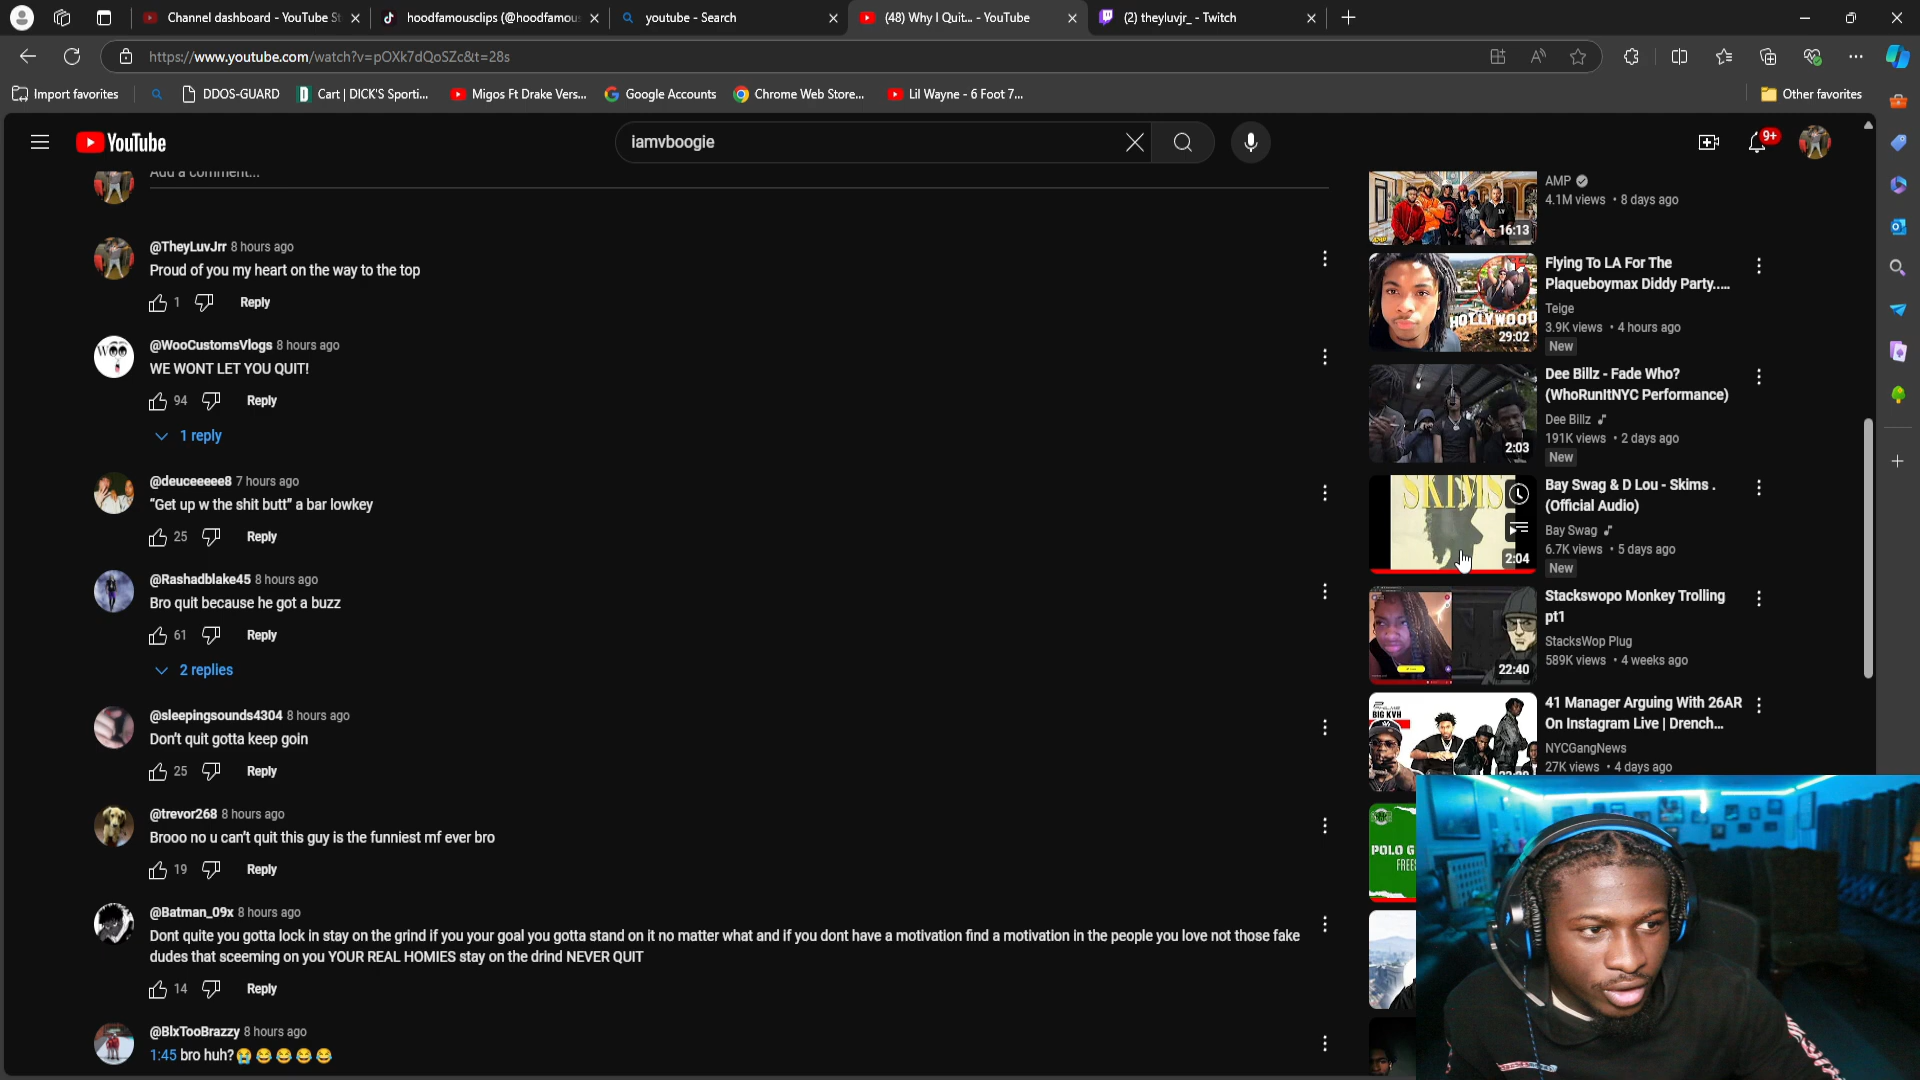 Channel dashboard - YouTube St
hoodfamousclips (@hoodfamou
youtube - Search
(48) Why I Quit... - YouTube
(2) theyluvjr_ - Twitch
https://www.youtube.com/watch?v=pOXk7dQoSZc&t=28s
Import favorites
DDOS-GUARD
Cart | DICK'S Sporti...
Migos Ft Drake Vers...
Google Accounts
Chrome Web Store...
Lil Wayne - 6 Foot 7...
Other favorites
YouTube
iamvboogie
9+
Add a comment...
@TheyLuvJrr 8 hours ago
Proud of you my heart on the way to the top
1 Reply
@WooCustomsVlogs 8 hours ago
WE WONT LET YOU QUIT!
94 Reply
1 reply
@deuceeeee8 7 hours ago
"Get up w the shit butt" a bar lowkey
25 Reply
@Rashadblake45 8 hours ago
Bro quit because he got a buzz
61 Reply
2 replies
@sleepingsounds4304 8 hours ago
Don't quit gotta keep goin
25 Reply
@trevor268 8 hours ago
Brooo no u can't quit this guy is the funniest mf ever bro
19 Reply
@Batman_09x 8 hours ago
Dont quite you gotta lock in stay on the grind if you your goal you gotta stand on it no matter what and if you dont have a motivation find a motivation in the people you love not those fake
dudes that sceeming on you YOUR REAL HOMIES stay on the drind NEVER QUIT
14 Reply
@BlxTooBrazzy 8 hours ago
1:45 bro huh?😭😂😂😂😂
AMP
4.1M views • 8 days ago
16:13
Flying To LA For The
Plaqueboymax Diddy Party.....
Teige
3.9K views • 4 hours ago
New
HOLLYWOOD
29:02
Dee Billz - Fade Who?
(WhoRunItNYC Performance)
Dee Billz
191K views • 2 days ago
New
2:03
Bay Swag & D Lou - Skims .
(Official Audio)
Bay Swag
6.7K views • 5 days ago
New
SKIMS
2:04
Stackswopo Monkey Trolling
pt1
StacksWop Plug
589K views • 4 weeks ago
22:40
41 Manager Arguing With 26AR
On Instagram Live | Drench...
NYCGangNews
27K views • 4 days ago
BIG KVH
POLO G
FREES